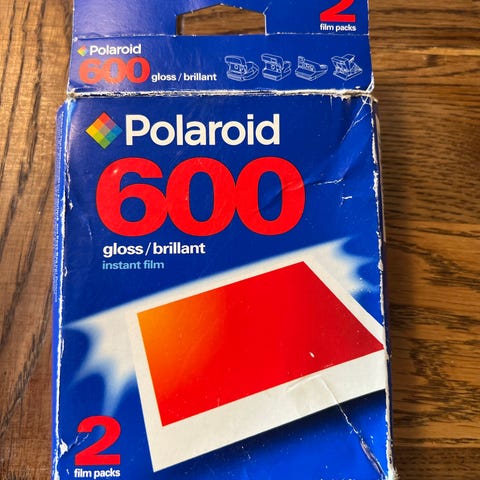 2
film packs
Polaroid
600 gloss/brillant
Polaroid
600
gloss/brillant
instant film
2
film packs